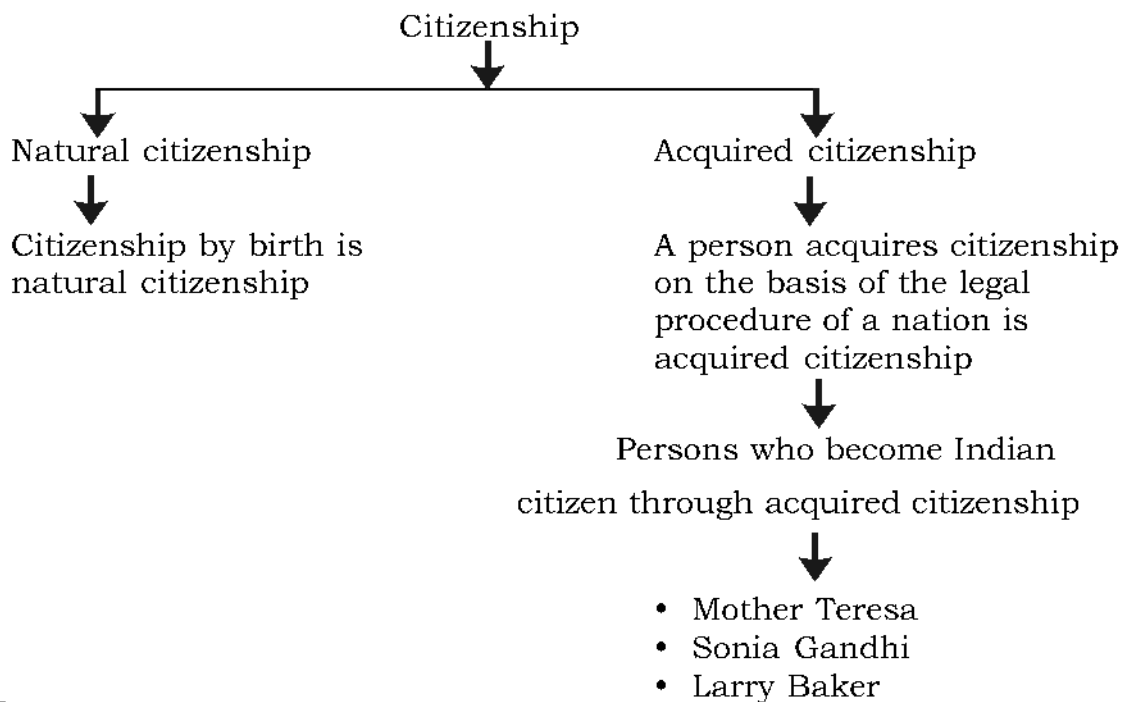 Citizenship
Natural citizenship
Citizenship by birth is
natural citizenship
Acquired citizenship
A person acquires citizenship
on the basis of the legal
procedure of a nation is
acquired citizenship
Persons who become Indian
citizen through acquired citizenship
• Mother Teresa
• Sonia Gandhi
• Larry Baker